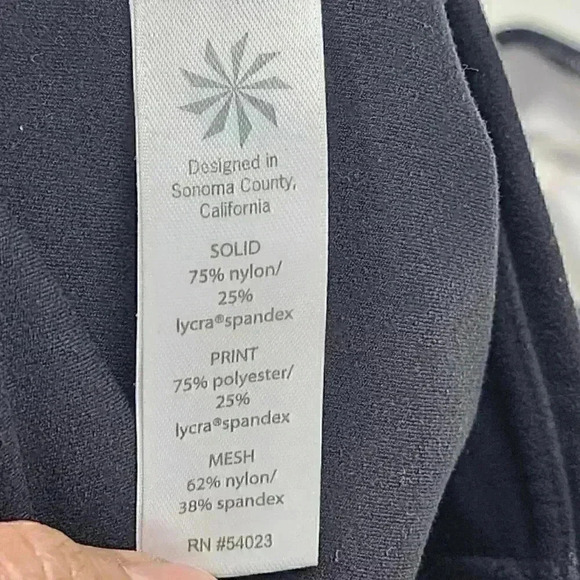 Designed in
Sonoma County,
California
SOLID
75% nylon/
25%
lycra®spandex
PRINT
75% polyester/
25%
lycra®spandex
MESH
62% nylon/
38% spandex
RN #54023